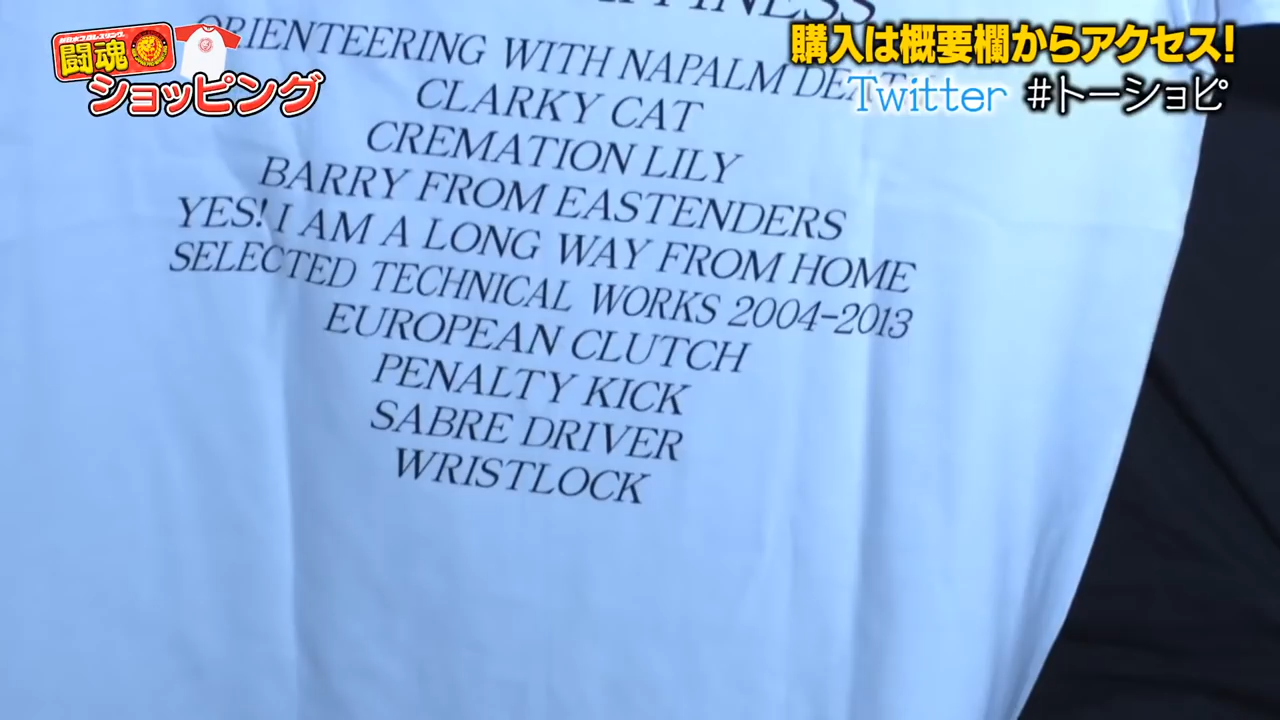 闘魂
ショッピング
購入は概要欄からアクセス!
Twitter #トーショピ
ORIENTEERING WITH NAPALM
CLARKY CAT
CREMATION LILY
BARRY FROM EASTENDERS
YES! I AM A LONG WAY FROM HOME
SELECTED TECHNICAL WORKS 2004-2013
EUROPEAN CLUTCH
PENALTY KICK
SABRE DRIVER
WRISTLOCK